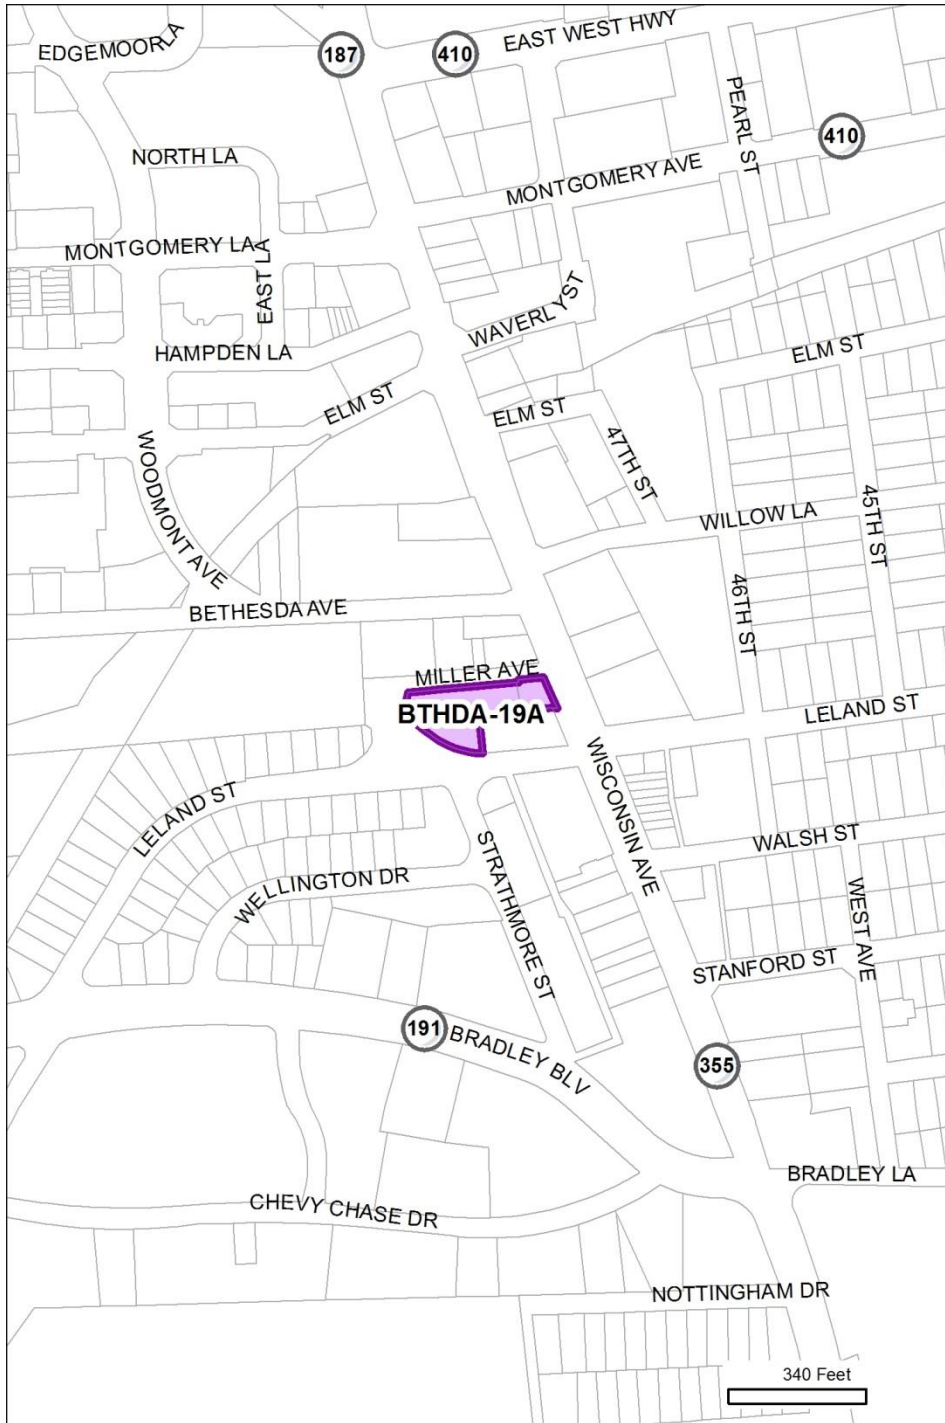 EDGEMOOR LA
187
410
EAST WEST HWY
PEARL ST
410
NORTH LA
MONTGOMERY AVE
MONTGOMERY LA
EAST LA
WAVERLY ST
HAMPDEN LA
ELM ST
ELM ST
ELM ST
47TH ST
WOODMONT AVE
WILLOW LA
45TH ST
BETHESDA AVE
46TH ST
MILLER AVE
BTHDA-19A
LELAND ST
WISCONSIN AVE
LELAND ST
WALSH ST
STRATHMORE ST
WELLINGTON DR
WEST AVE
STANFORD ST
191
BRADLEY BLV
355
BRADLEY LA
CHEVY CHASE DR
NOTTINGHAM DR
340 Feet